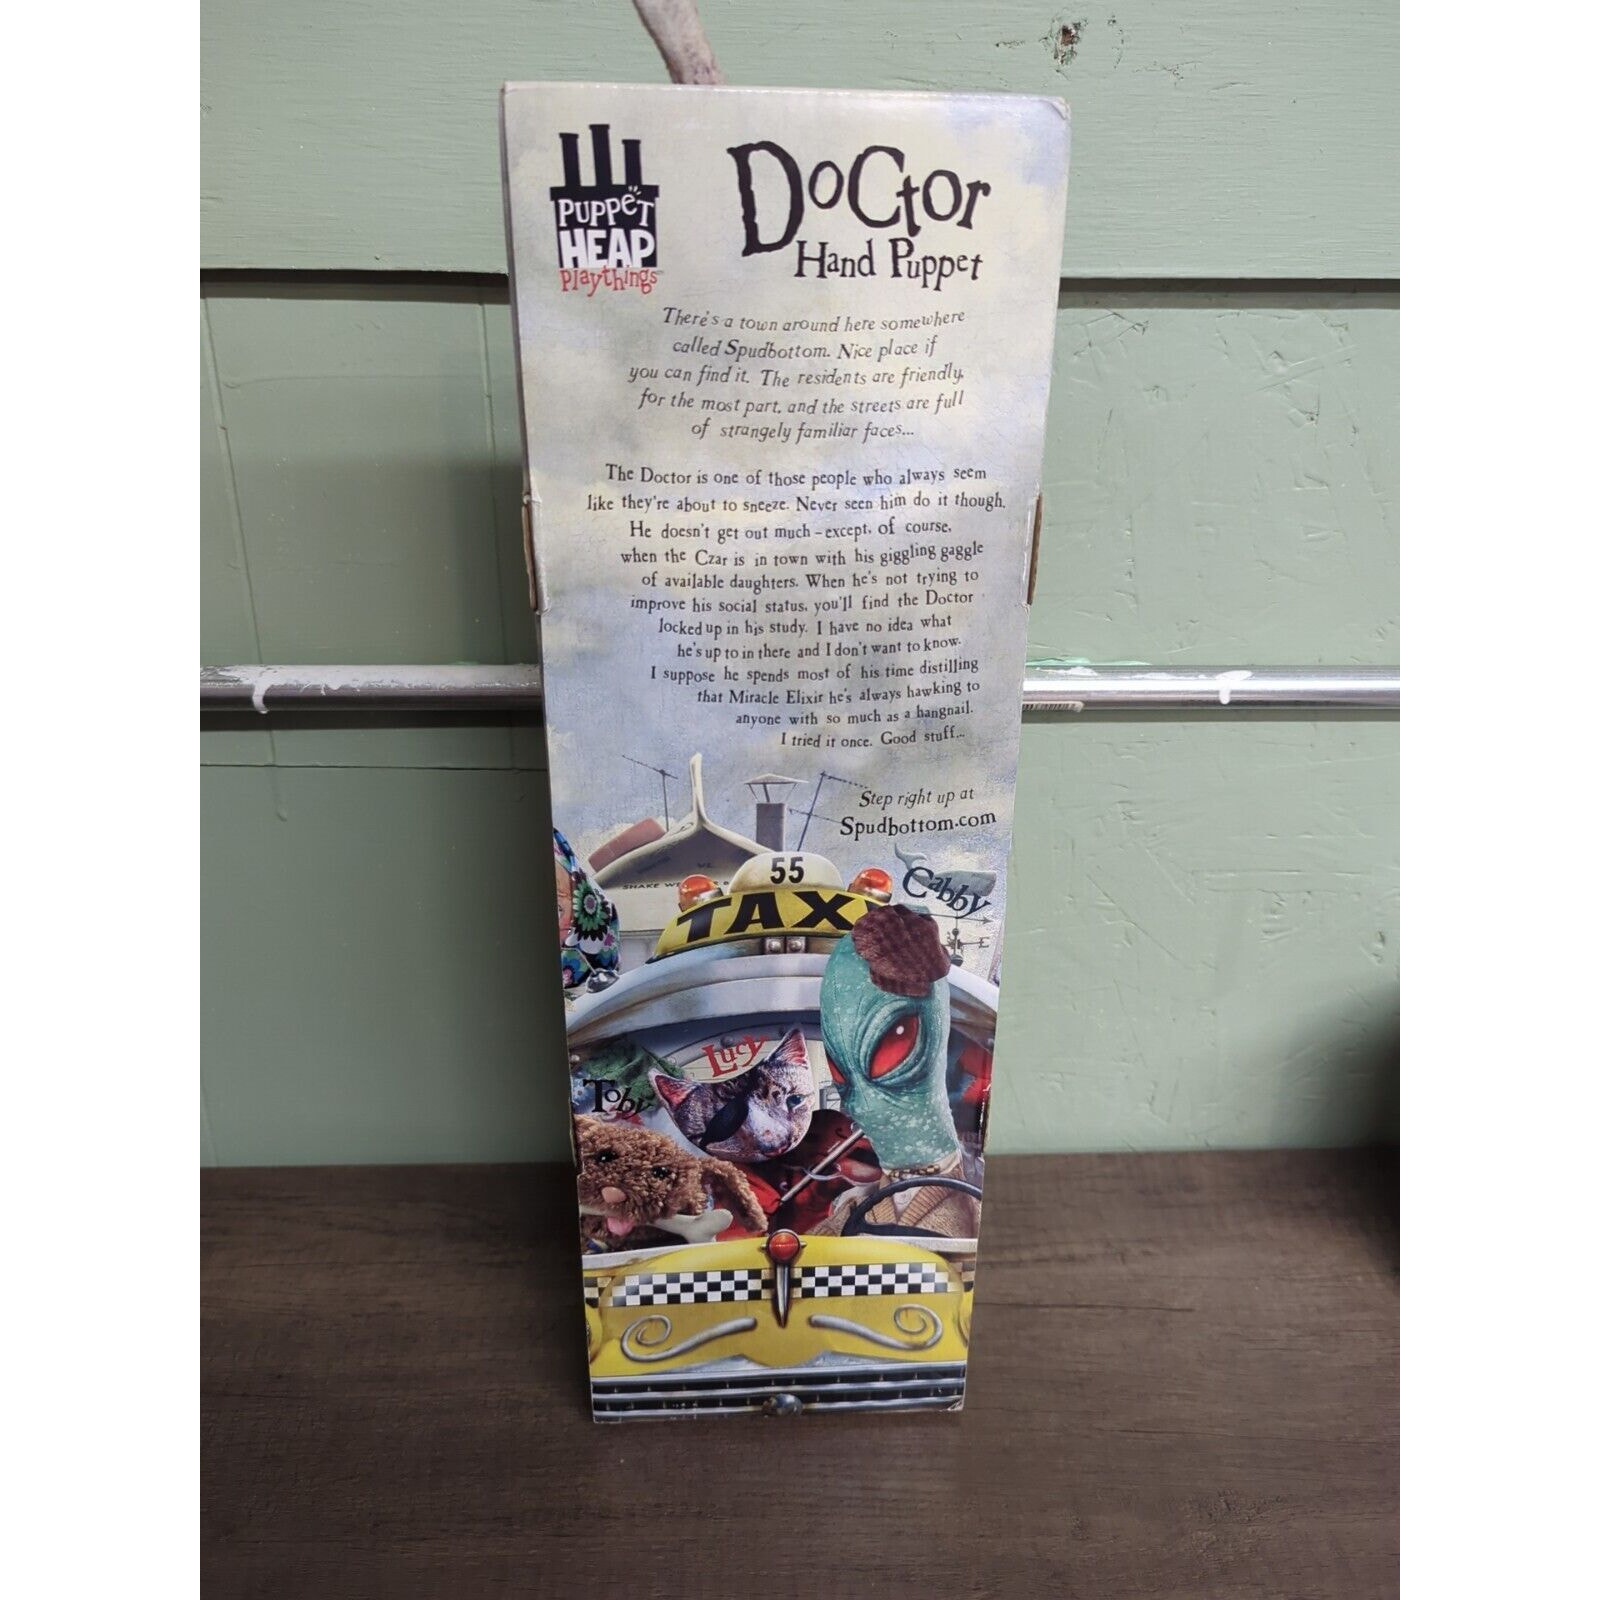 PUPPET
HEAP
Playthings
DoCtor
Hand Puppet
There's a town around here somewhere
called Spudbottom. Nice place if
you can find it. The residents are friendly,
for the most part, and the streets are full
of strangely familiar faces...
The Doctor is one of those people who always seem
like they're about to sneeze. Never seen him do it though.
He doesn't get out much – except, of course,
when the Czar is in town with his giggling gaggle
of available daughters. When he's not trying to
improve his social status, you'll find the Doctor
locked up in his study. I have no idea what
he's up to in there and I don't want to know.
I suppose he spends most of his time distilling
that Miracle Elixir he's always hawking to
anyone with so much as a hangnail.
I tried it once. Good stuff...
Step right up at
Spudbottom.com
55
TAXI
Cabby
SHAKE
E
Lucy
Toby